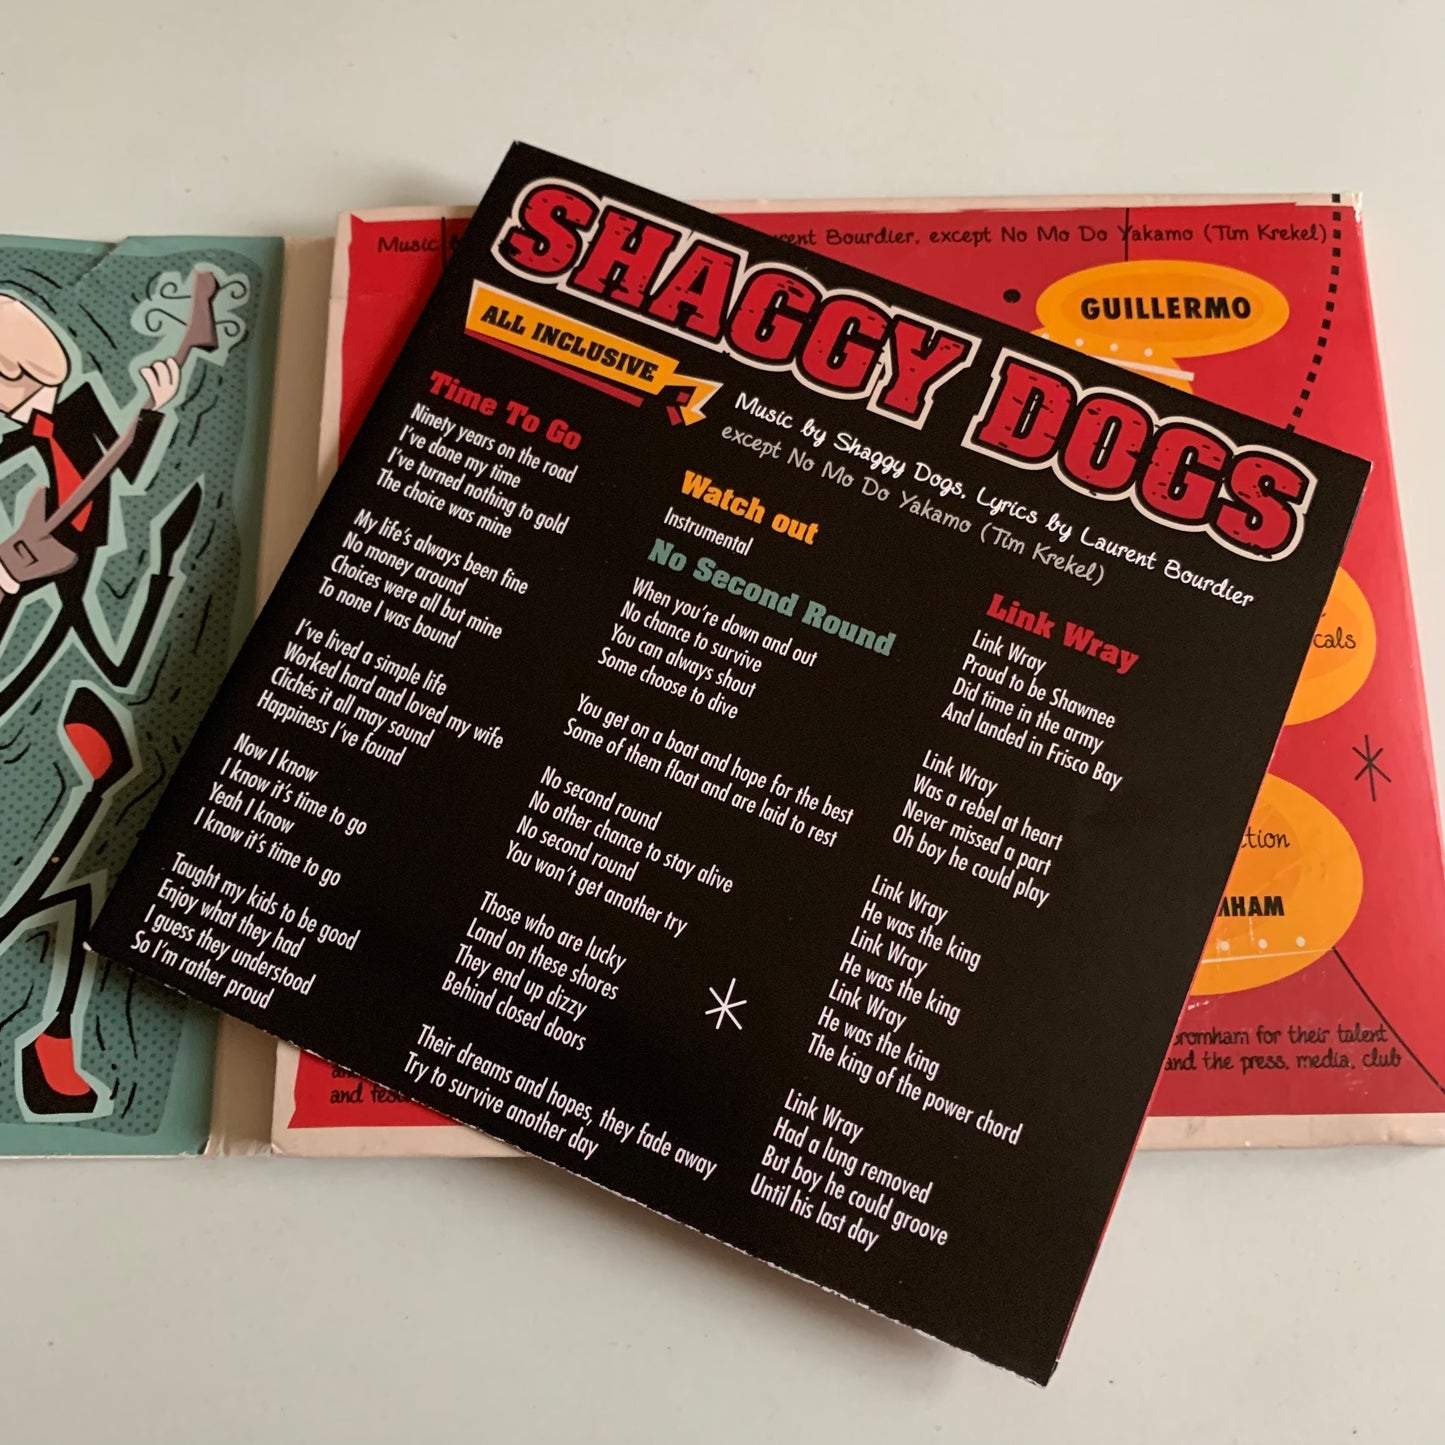 SHAGGY DOGS
ALL INCLUSIVE
Music by Shaggy Dogs, Lyrics by Laurent Bourdier
except No Mo Do Yakamo (Tim Krekel)
Time To Go
Ninety years on the road
I've done my time
I've turned nothing to gold
The choice was mine
My life's always been fine
No money around
Choices were all but mine
To none I was bound
I've lived a simple life
Worked hard and loved my wife
Clichés it all may sound
Happiness I've found
Now I know
I know it's time to go
Yeah I know
I know it's time to go
Taught my kids to be good
Enjoy what they had
I guess they understood
So I'm rather proud
Watch out
Instrumental
No Second Round
When you're down and out
No chance to survive
You can always shout
Some choose to dive
You get on a boat and hope for the best
Some of them float and are laid to rest
No second round
No other chance to stay alive
No second round
You won't get another try
Those who are lucky
Land on these shores
They end up dizzy
Behind closed doors
Their dreams and hopes, they fade away
Try to survive another day
Link Wray
Link Wray
Proud to be Shawnee
Did time in the army
And landed in Frisco Bay
Link Wray
Was a rebel at heart
Never missed a part
Oh boy he could play
Link Wray
He was the king
Link Wray
He was the king
Link Wray
He was the king
The king of the power chord
Link Wray
Had a lung removed
But boy he could groove
Until his last day
Music
Bourdier, except No Mo Do Yakamo (Tim Krekel)
GUILLERMO
for their talent
and the press, media, club
and